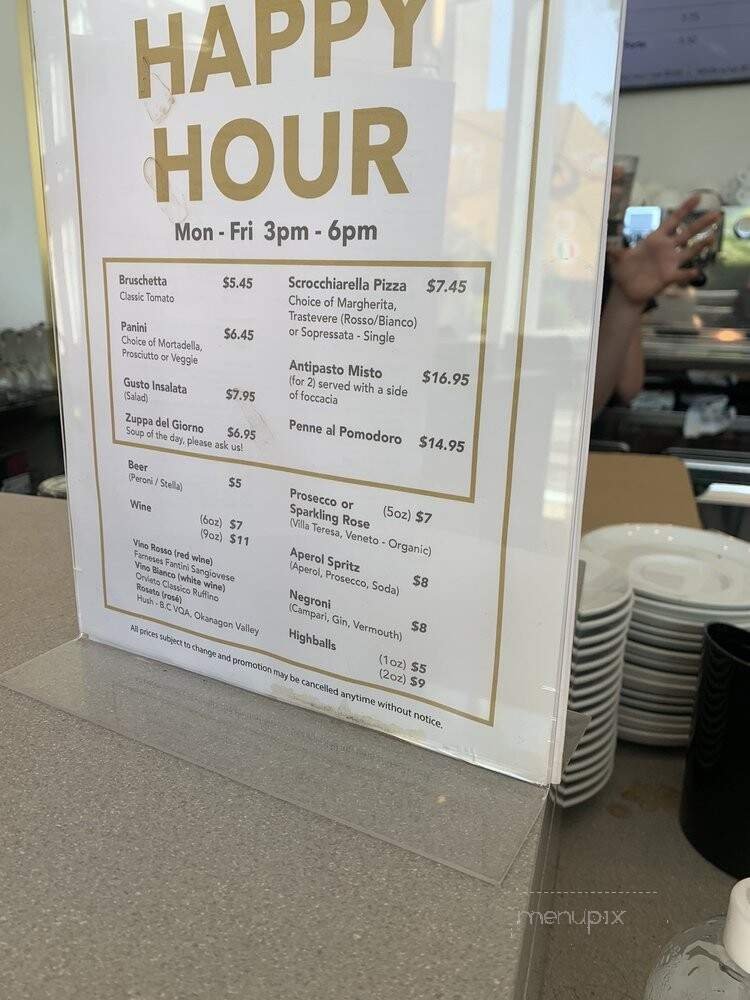 HAPPY
HOUR
Mon - Fri 3pm - 6pm
Bruschetta $5.45
Classic Tomato
Panini $6.45
Choice of Mortadella,
Prosciutto or Veggie
Gusto Insalata $7.95
(Salad)
Zuppa del Giorno $6.95
Soup of the day, please ask us!
Scrocchiarella Pizza $7.45
Choice of Margherita,
Trastevere (Rosso/Bianco)
or Sopressata - Single
Antipasto Misto $16.95
(for 2) served with a side
of foccacia
Penne al Pomodoro $14.95
Beer $5
(Peroni / Stella)
Wine
(6oz) $7
(9oz) $11
Vino Rosso (red wine)
Farneses Fantini Sangiovese
Vino Bianco (white wine)
Orvieto Classico Ruffino
Rosato (rosé)
Hush - B.C VQA, Okanagon Valley
Prosecco or (5oz) $7
Sparkling Rose
(Villa Teresa, Veneto - Organic)
Aperol Spritz $8
(Aperol, Prosecco, Soda)
Negroni $8
(Campari, Gin, Vermouth)
Highballs
(1oz) $5
(2oz) $9
All prices subject to change and promotion may be cancelled anytime without notice.
menupix